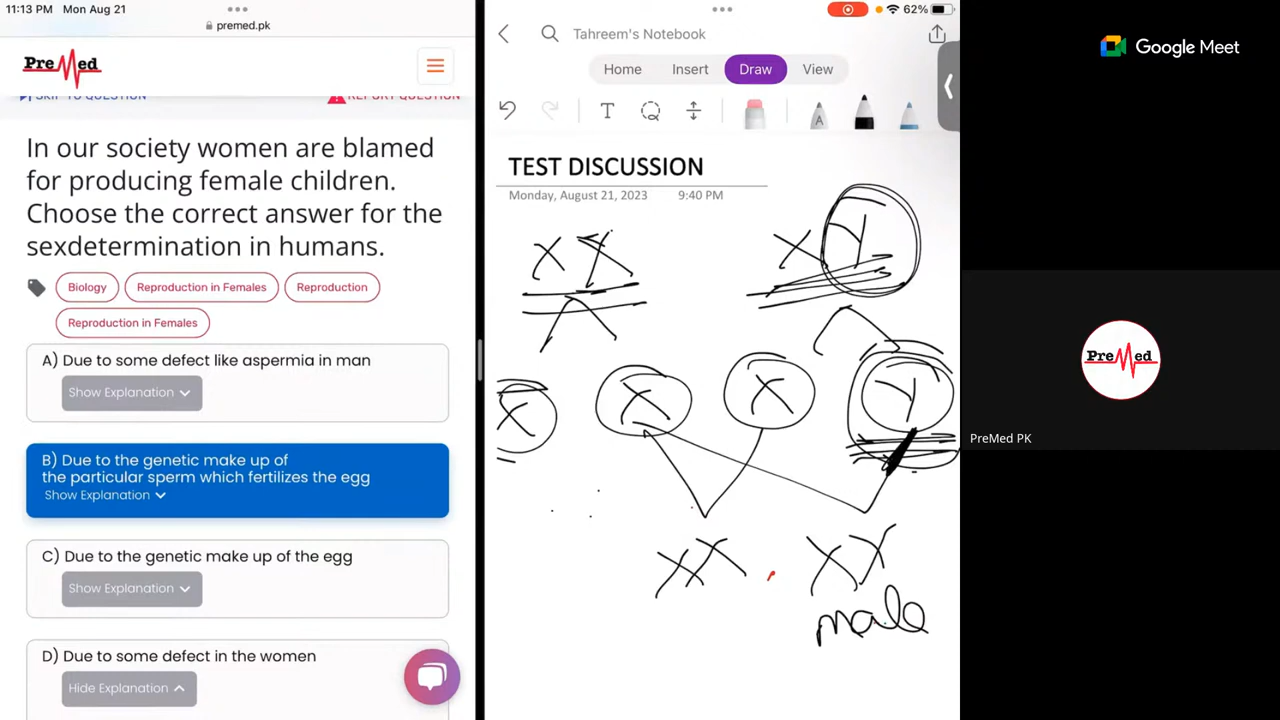 11:13 PM Mon Aug 21
premed.pk
PreMed
SKIP TO QUESTION
REPORT QUESTION
In our society women are blamed
for producing female children.
Choose the correct answer for the
sexdetermination in humans.
Biology
Reproduction in Females
Reproduction
Reproduction in Females
A) Due to some defect like aspermia in man
Show Explanation
B) Due to the genetic make up of
the particular sperm which fertilizes the egg
Show Explanation
C) Due to the genetic make up of the egg
Show Explanation
D) Due to some defect in the women
Hide Explanation
62%
Tahreem's Notebook
Home Insert Draw View
T
A
TEST DISCUSSION
Monday, August 21, 2023 9:40 PM
X X X Y
X X X Y
XX XY
male
Google Meet
PreMed
PreMed PK